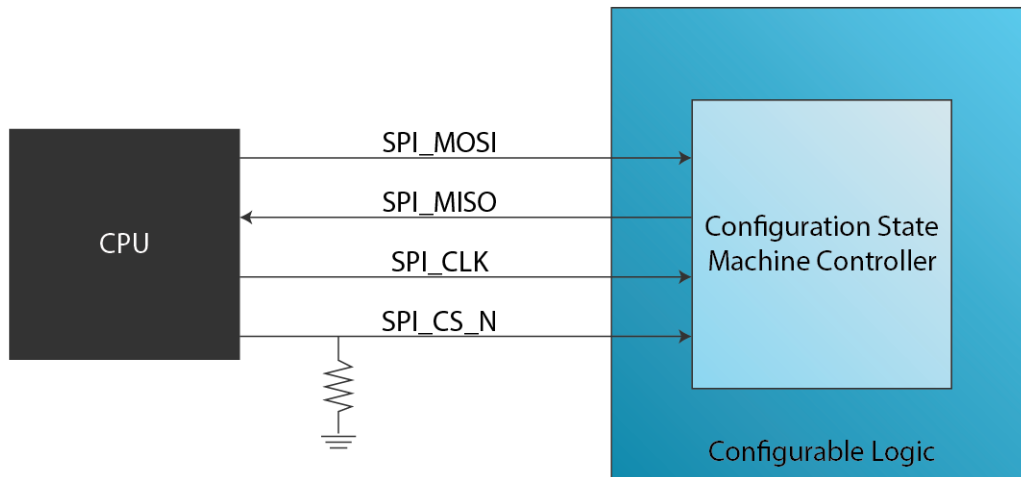 SPI_MOSI
SPI_MISO
CPU
Configuration State
Machine Controller
SPI_CLK
SPI_CS_N
Configurable Logic